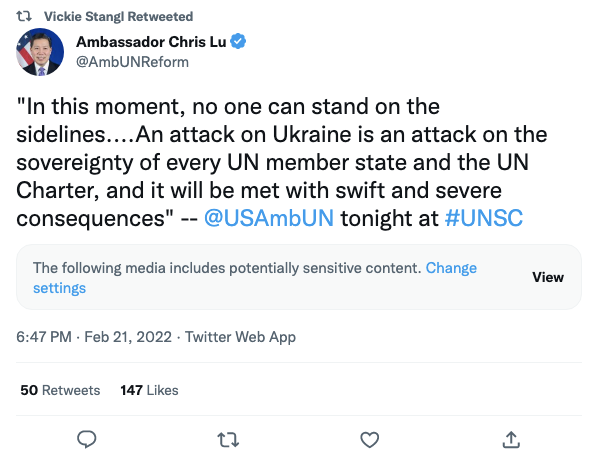 Vickie Stangl Retweeted
Ambassador Chris Lu
@AmbUNReform
"In this moment, no one can stand on the
sidelines....An attack on Ukraine is an attack on the
sovereignty of every UN member state and the UN
Charter, and it will be met with swift and severe
consequences" -- @USAmbUN tonight at #UNSC
The following media includes potentially sensitive content. Change
settings
View
6:47 PM · Feb 21, 2022 · Twitter Web App
50 Retweets 147 Likes